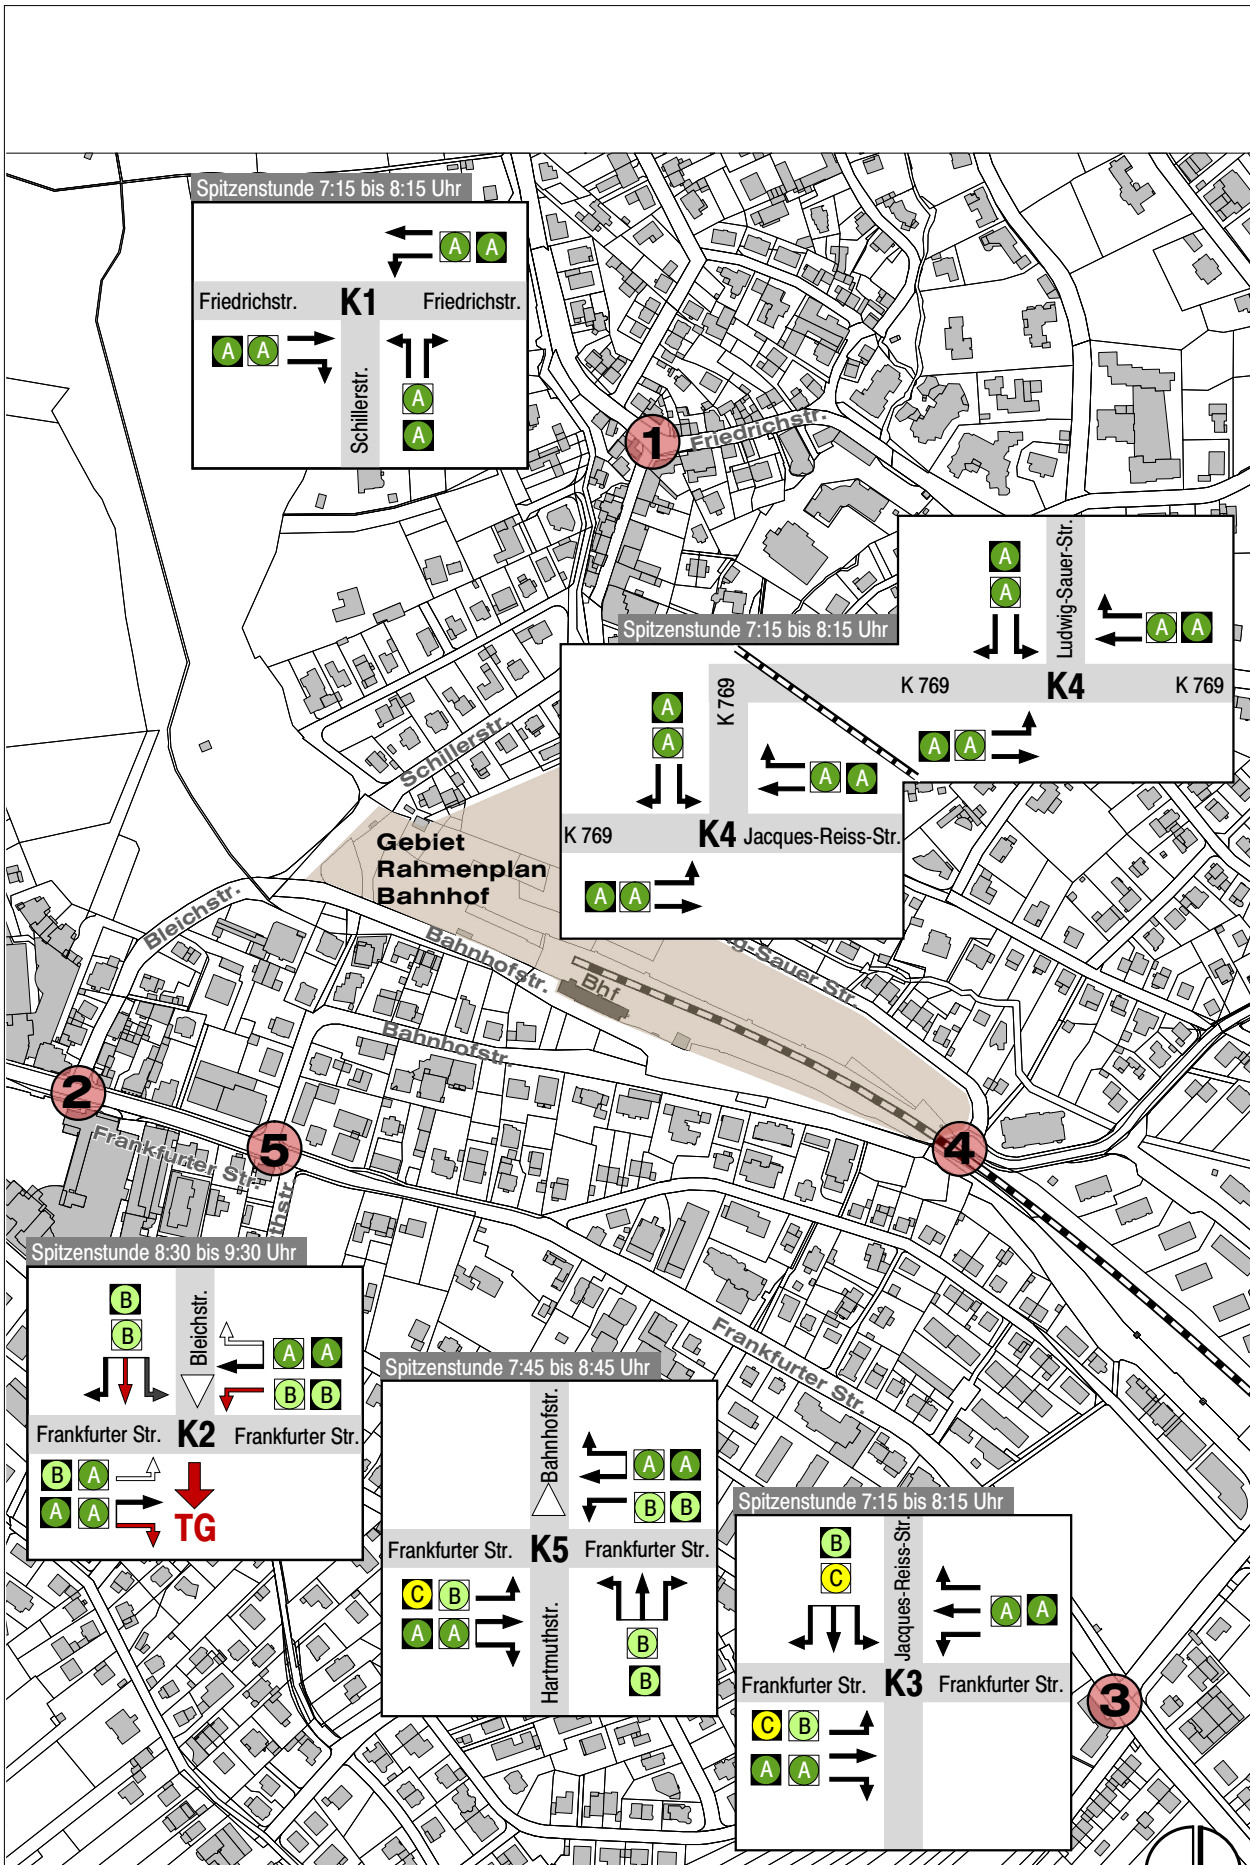 Spitzenstunde 7:15 bis 8:15 Uhr
A A
Friedrichstr. K1 Friedrichstr.
A A
Schillerstr.
A
A
1
Friedrichstr.
Spitzenstunde 7:15 bis 8:15 Uhr
A
A
Ludwig-Sauer-Str.
A A
K 769 K4 K 769
A A
A
A
K 769
A A
K 769 K4 Jacques-Reiss-Str.
A A
Schillerstr.
Gebiet
Rahmenplan
Bahnhof
Bleichstr.
Bahnhofstr.
Bhf
g-Sauer Str.
Bahnhofstr.
2
5
4
Frankfurter Str.
thstr.
Frankfurter Str.
Spitzenstunde 8:30 bis 9:30 Uhr
B
B
Bleichstr.
A A
B B
Frankfurter Str. K2 Frankfurter Str.
B A
A A
TG
Spitzenstunde 7:45 bis 8:45 Uhr
Bahnhofstr.
A A
B B
Frankfurter Str. K5 Frankfurter Str.
C B
A A
Hartmuthstr.
B
B
Spitzenstunde 7:15 bis 8:15 Uhr
B
C
Jacques-Reiss-Str.
A A
Frankfurter Str. K3 Frankfurter Str.
C B
A A
3